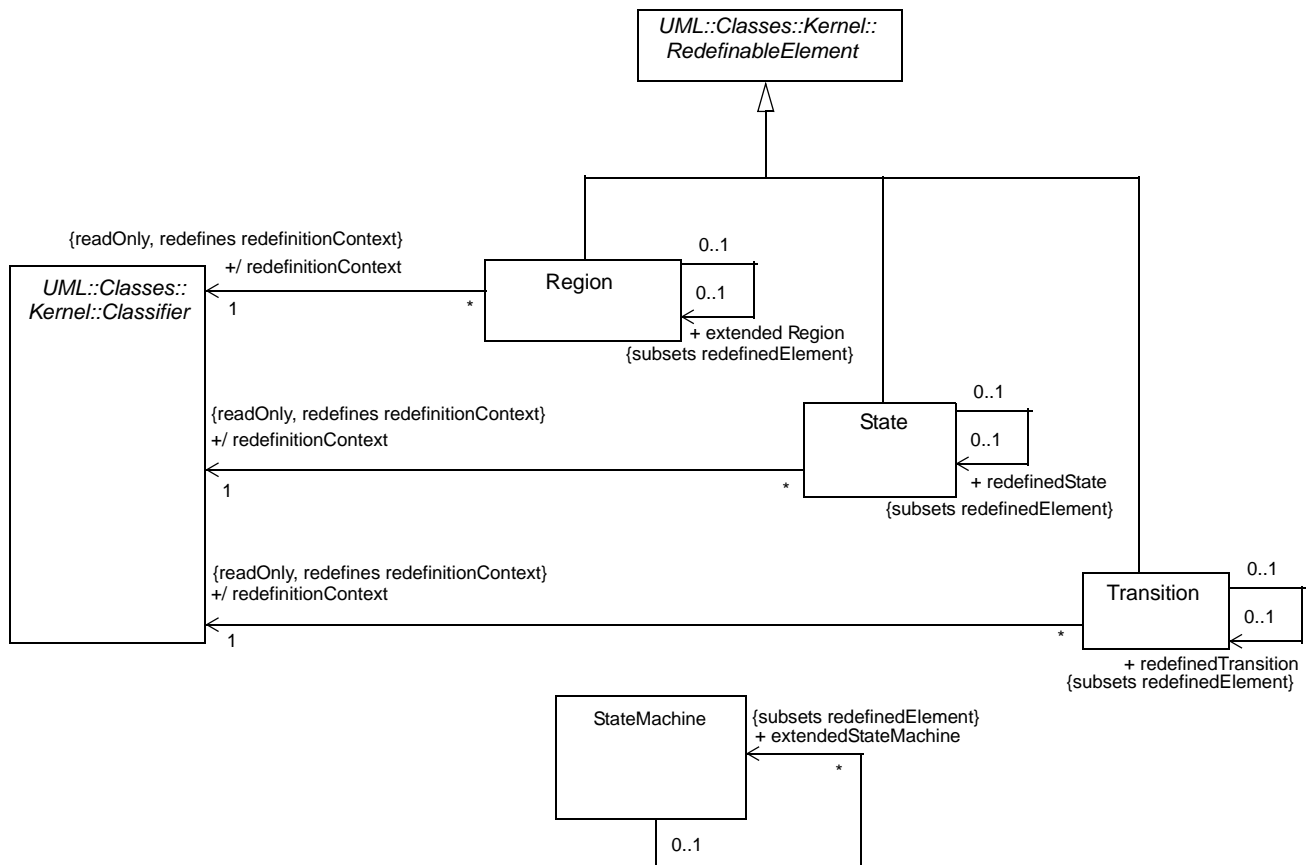 UML::Classes::Kernel::
RedefinableElement
{readOnly, redefines redefinitionContext}
+/ redefinitionContext
1
*
UML::Classes::
Kernel::Classifier
Region
0..1
0..1
+ extended Region
{subsets redefinedElement}
{readOnly, redefines redefinitionContext}
+/ redefinitionContext
1
*
State
0..1
0..1
+ redefinedState
{subsets redefinedElement}
{readOnly, redefines redefinitionContext}
+/ redefinitionContext
1
*
Transition
0..1
0..1
+ redefinedTransition
{subsets redefinedElement}
StateMachine
{subsets redefinedElement}
+ extendedStateMachine
*
0..1